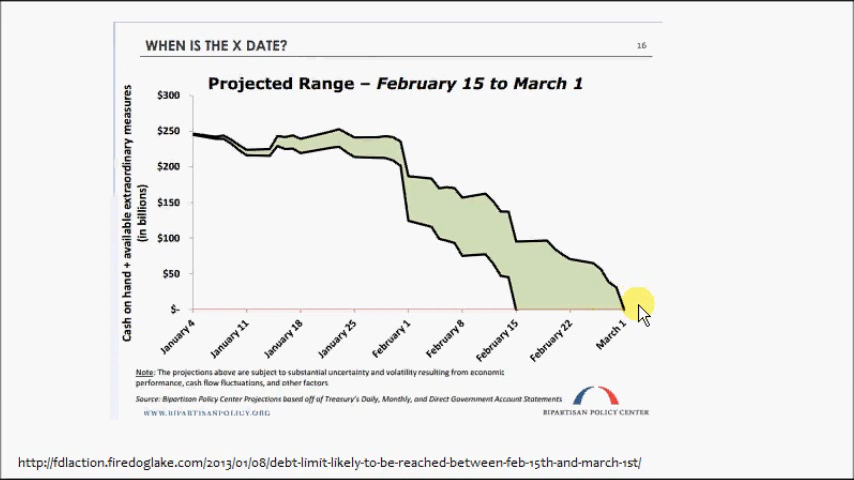 WHEN IS THE X DATE?
16
Projected Range – February 15 to March 1
Cash on hand + available extraordinary measures
(in billions)
$300
$250
$200
$150
$100
$50
$-
January 4
January 11
January 18
January 25
February 1
February 8
February 15
February 22
March 1
Note: The projections above are subject to substantial uncertainty and volatility resulting from economic
performance, cash flow fluctuations, and other factors
Source: Bipartisan Policy Center Projections based off of Treasury's Daily, Monthly, and Direct Government Account Statements
WWW.BIPARTISANPOLICY.ORG
BIPARTISAN POLICY CENTER
http://fdlaction.firedoglake.com/2013/01/08/debt-limit-likely-to-be-reached-between-feb-15th-and-march-1st/